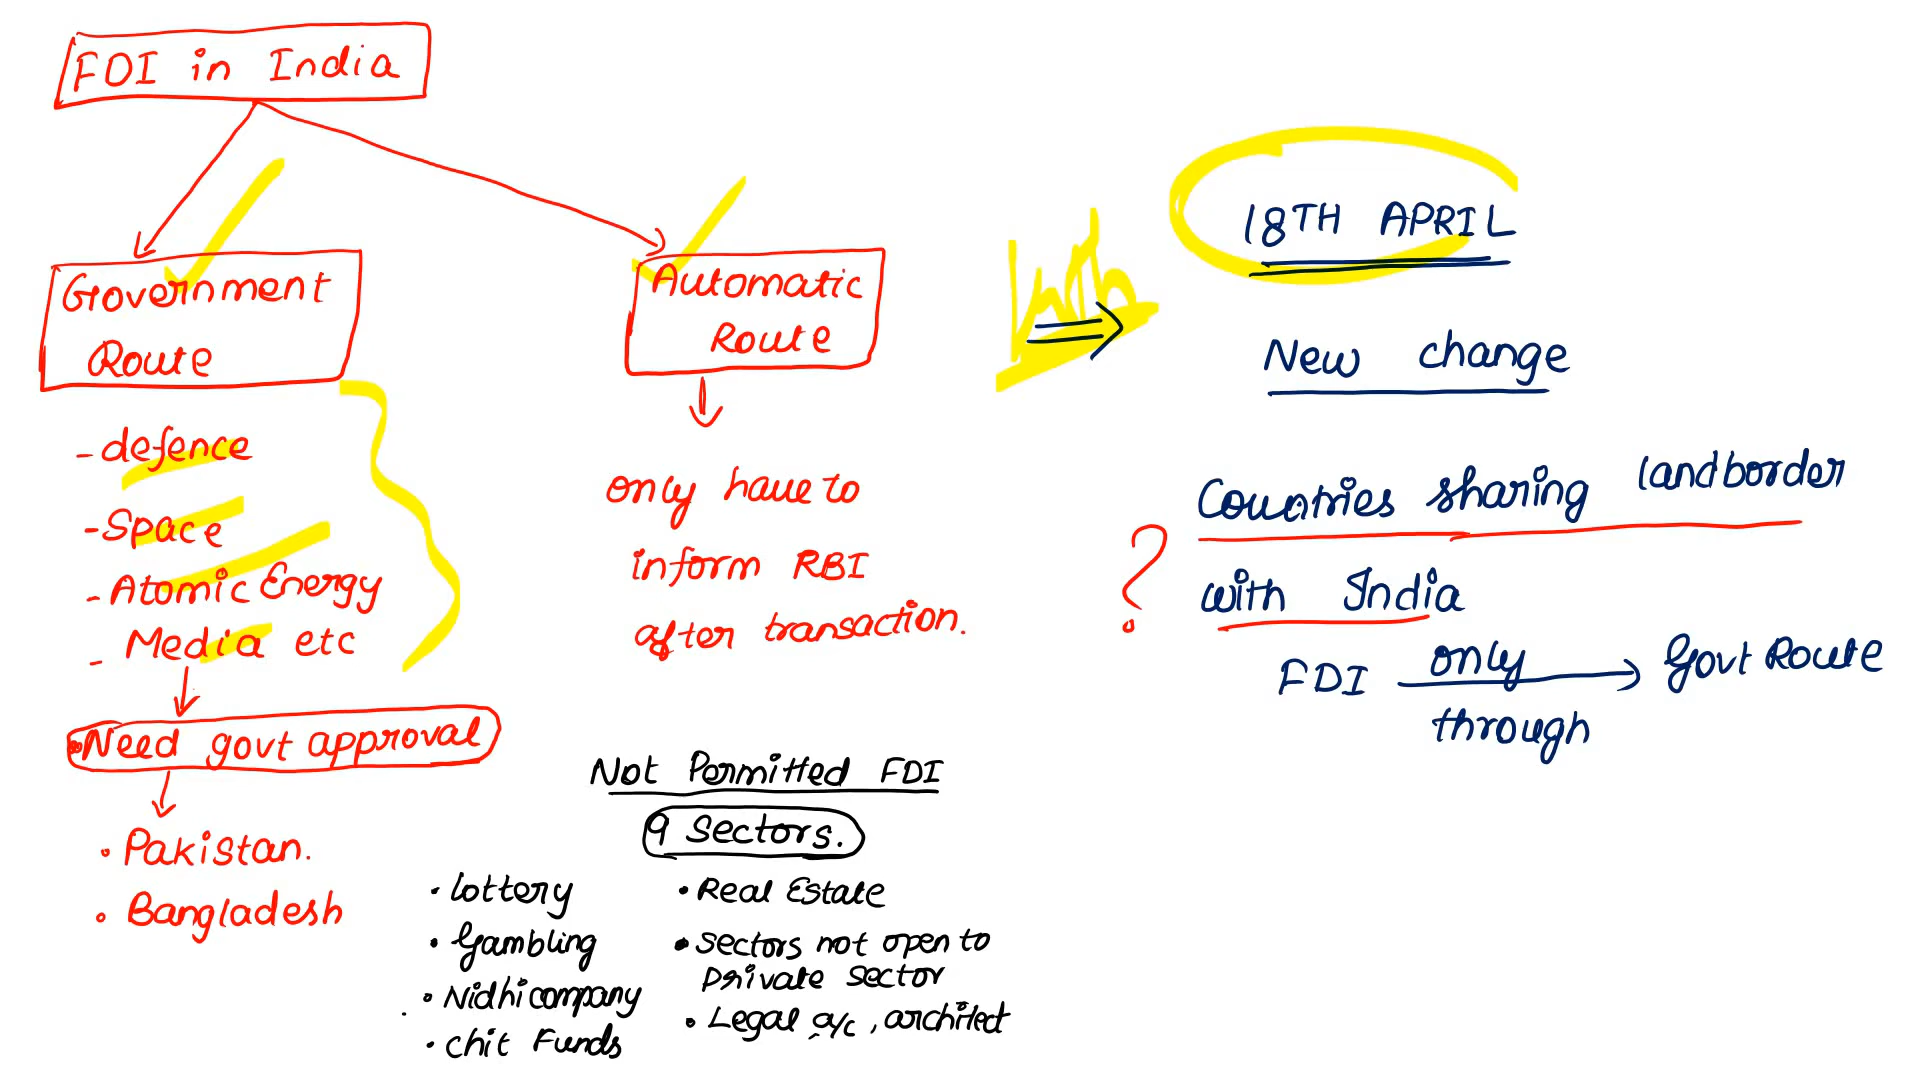 FDI in India
Government
Route
- defence
- Space
- Atomic Energy
- Media etc
• Need govt approval
• Pakistan.
• Bangladesh
Automatic
Route
only have to
inform RBI
after transaction.
Not Permitted FDI
9 Sectors.
• Lottery
• Gambling
• Nidhi company
• chit Funds
• Real Estate
• Sectors not open to
Private Sector
• Legal a/c, architect
18TH APRIL
New change
Countries sharing landborder
? with India
FDI only through → Govt Route